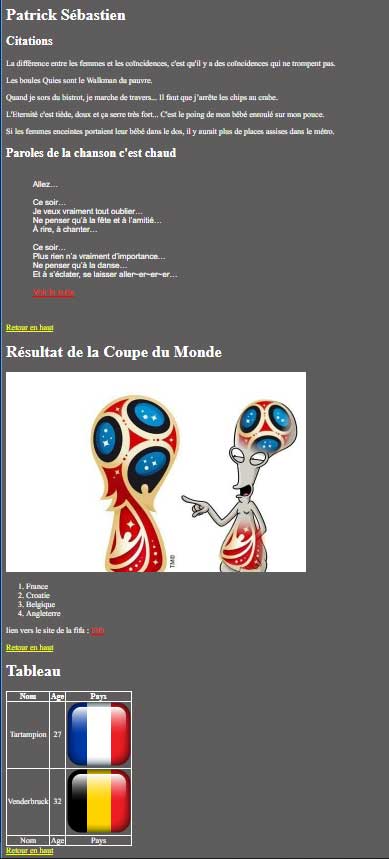 Patrick Sébastien
Citations
La différence entre les femmes et les coïncidences, c'est qu'il y a des coïncidences qui ne trompent pas.
Les boules Quies sont le Walkman du pauvre.
Quand je sors du bistrot, je marche de travers... Il faut que j'arrête les chips au crabe.
L'Eternité c'est tiède, doux et ça serre très fort... C'est le poing de mon bébé enroulé sur mon pouce.
Si les femmes enceintes portaient leur bébé dans le dos, il y aurait plus de places assises dans le métro.
Paroles de la chanson c'est chaud
Allez…
Ce soir…
Je veux vraiment tout oublier…
Ne penser qu'à la fête et à l'amitié…
À rire, à chanter…
Ce soir…
Plus rien n'a vraiment d'importance…
Ne penser qu'à la danse…
Et à s'éclater, se laisser aller~er~er~er…
Voir la suite
Retour en haut
Résultat de la Coupe du Monde
TM©
1. France
2. Croatie
3. Belgique
4. Angleterre
lien vers le site de la fifa : Fifa
Retour en haut
Tableau
Nom Age Pays
Tartampion 27
Venderbruck 32
Nom Age Pays
Retour en haut